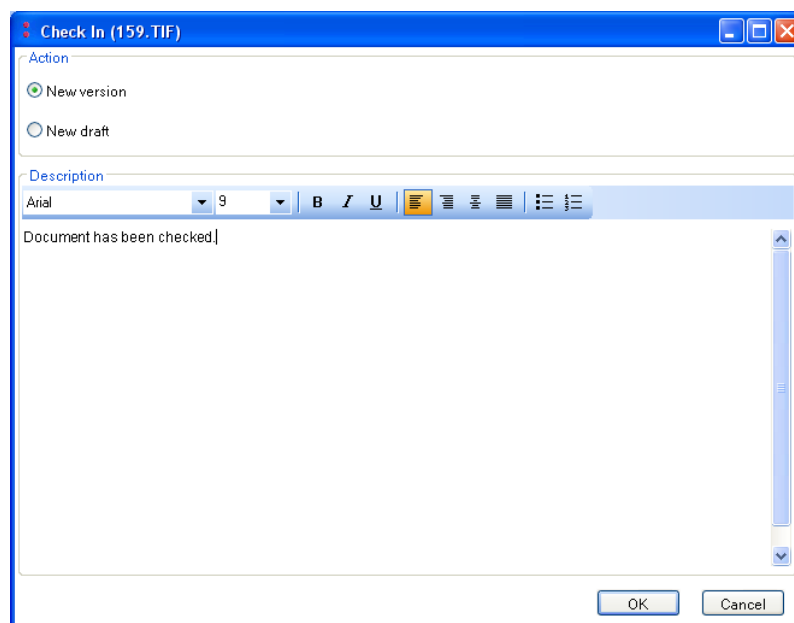 Check In (159.TIF)
Action
New version
New draft
Description
Arial 9 B I U
Document has been checked.
OK Cancel